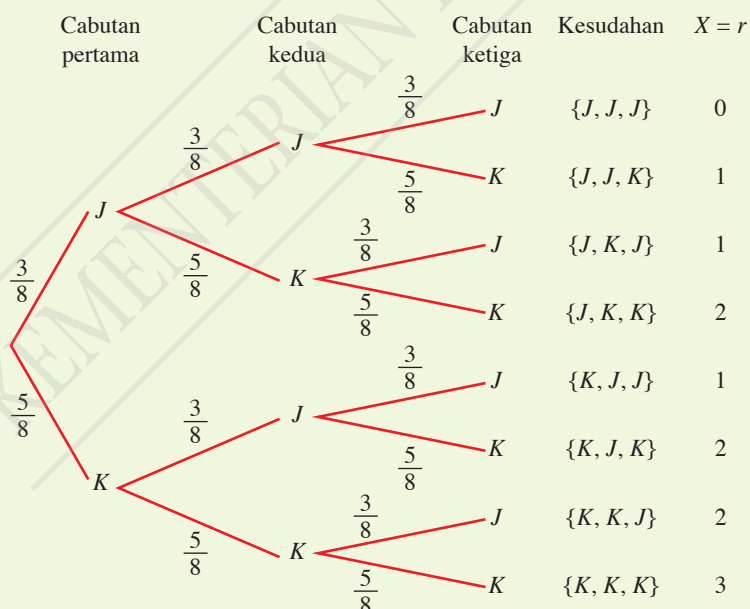 Cabutan pertama
Cabutan kedua
Cabutan ketiga
Kesudahan
X = r
3/8
J
3/8
J
3/8
J
{J, J, J}
0
5/8
K
{J, J, K}
1
5/8
K
3/8
J
{J, K, J}
1
5/8
K
{J, K, K}
2
5/8
K
3/8
J
3/8
J
{K, J, J}
1
5/8
K
{K, J, K}
2
5/8
K
3/8
J
{K, K, J}
2
5/8
K
{K, K, K}
3
KEMENTERIAN